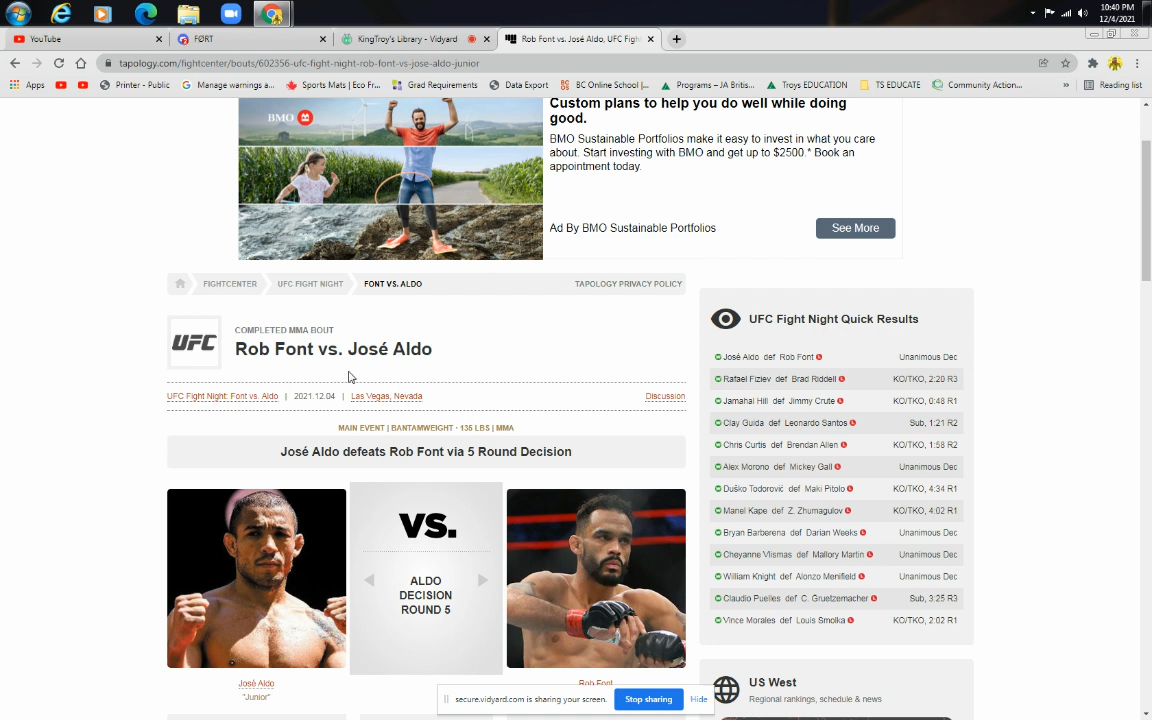 10:40 PM
12/4/2021
YouTube
FØRT
KingTroy's Library - Vidyard
Rob Font vs. José Aldo, UFC Figh
tapology.com/fightcenter/bouts/602356-ufc-fight-night-rob-font-vs-jose-aldo-junior
Apps
Printer - Public
Manage warnings a...
Sports Mats | Eco Fr...
Grad Requirements
Data Export
BC Online School |...
Programs – JA Britis...
Troys EDUCATION
TS EDUCATE
Community Action...
»
Reading list
BMO
Custom plans to help you do well while doing
good.
BMO Sustainable Portfolios make it easy to invest in what you
care about. Start investing with BMO and get up to $2500.* Book an
appointment today.
Ad By BMO Sustainable Portfolios
See More
FIGHTCENTER
UFC FIGHT NIGHT
FONT VS. ALDO
TAPOLOGY PRIVACY POLICY
UFC
COMPLETED MMA BOUT
Rob Font vs. José Aldo
UFC Fight Night: Font vs. Aldo | 2021.12.04 | Las Vegas, Nevada
Discussion
MAIN EVENT | BANTAMWEIGHT · 135 LBS | MMA
José Aldo defeats Rob Font via 5 Round Decision
VS.
ALDO
DECISION
ROUND 5
José Aldo
"Junior"
Rob Font
UFC Fight Night Quick Results
W José Aldo def Rob Font L Unanimous Dec
W Rafael Fiziev def Brad Riddell L KO/TKO, 2:20 R3
W Jamahal Hill def Jimmy Crute L KO/TKO, 0:48 R1
W Clay Guida def Leonardo Santos L Sub, 1:21 R2
W Chris Curtis def Brendan Allen L KO/TKO, 1:58 R2
W Alex Morono def Mickey Gall L Unanimous Dec
W Duško Todorović def Maki Pitolo L KO/TKO, 4:34 R1
W Manel Kape def Z. Zhumagulov L KO/TKO, 4:02 R1
W Bryan Barberena def Darian Weeks L Unanimous Dec
W Cheyanne Vlismas def Mallory Martin L Unanimous Dec
W William Knight def Alonzo Menifield L Unanimous Dec
W Claudio Puelles def C. Gruetzemacher L Sub, 3:25 R3
W Vince Morales def Louis Smolka L KO/TKO, 2:02 R1
US West
Regional rankings, schedule & news
secure.vidyard.com is sharing your screen.
Stop sharing
Hide